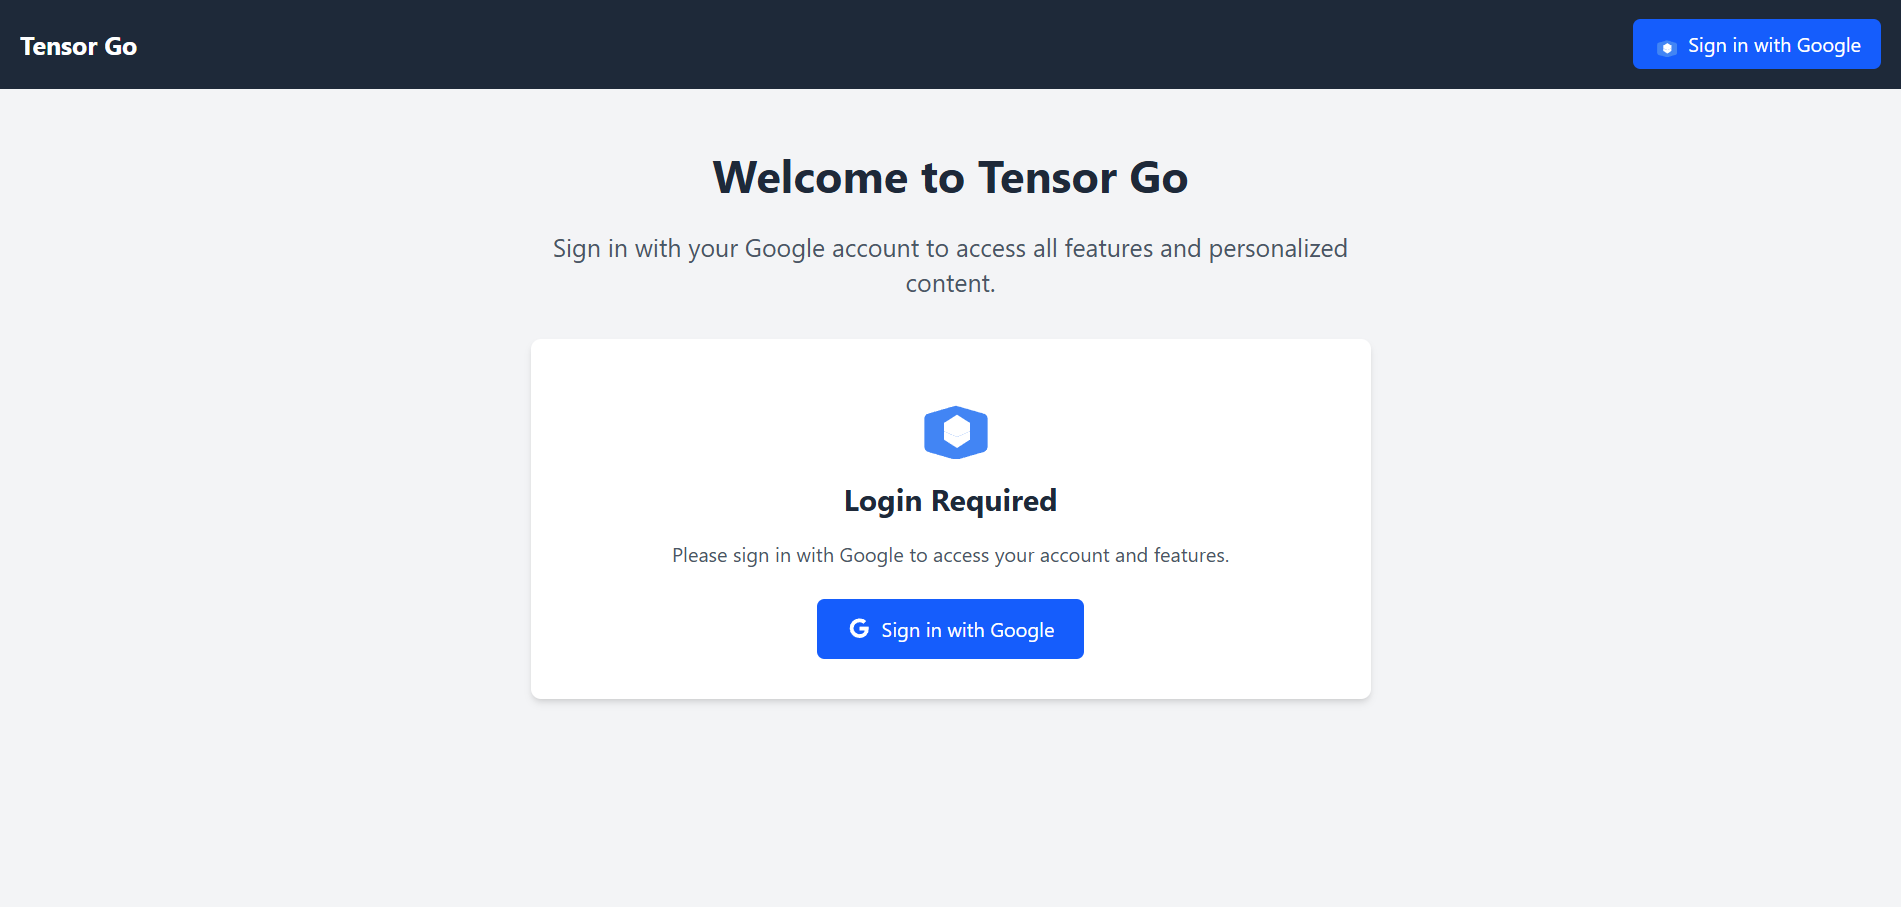 Tensor Go
Sign in with Google
Welcome to Tensor Go
Sign in with your Google account to access all features and personalized
content.
Login Required
Please sign in with Google to access your account and features.
G Sign in with Google